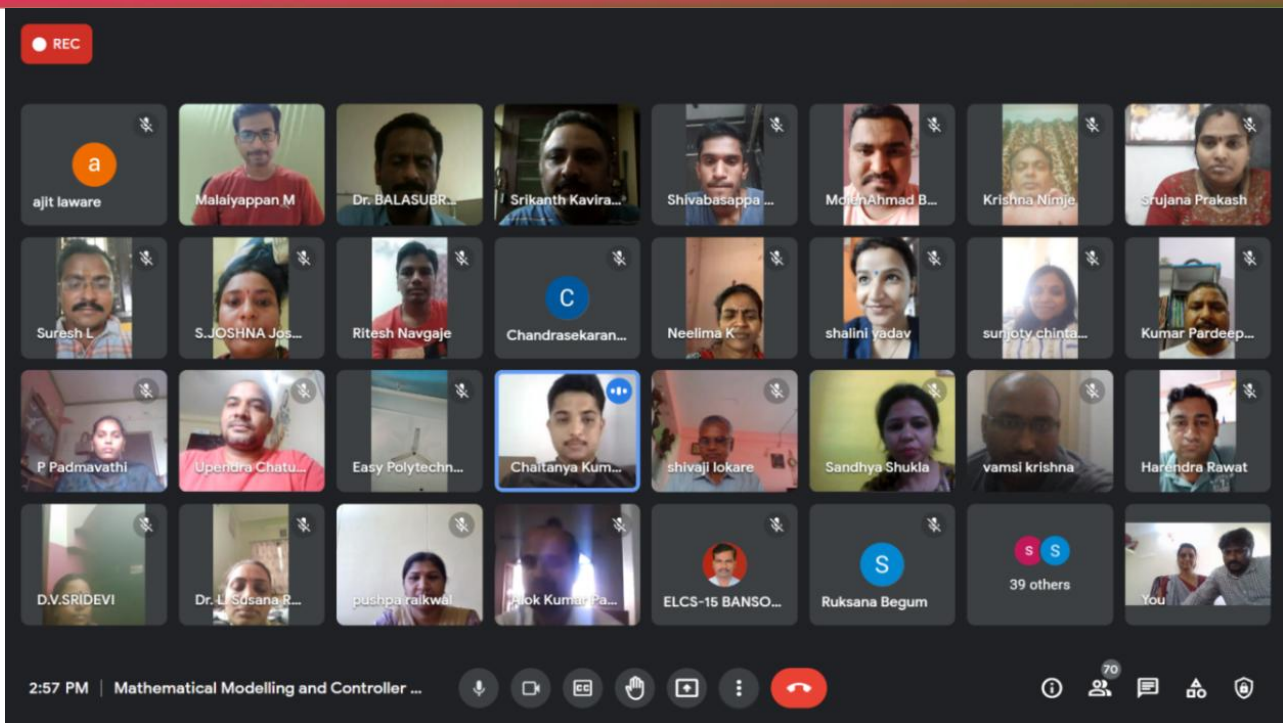 REC
a
ajit laware
Malaiyappan M
Dr. BALASUBR...
Srikanth Kavira...
Shivabasappa ...
MoienAhmad B...
Krishna Nimje
Srujana Prakash
Suresh L
S.JOSHNA Jos...
Ritesh Navgaje
C
Chandrasekaran...
Neelima K
shalini yadav
sunjoty chinta...
Kumar Pardeep...
P Padmavathi
Upendra Chatu...
Easy Polytechn...
Chaitanya Kum...
shivaji lokare
Sandhya Shukla
vamsi krishna
Harendra Rawat
D.V.SRIDEVI
Dr. L. Susana R...
pushpa raikwal
Alok Kumar Pa...
ELCS-15 BANSO...
S
Ruksana Begum
S S
39 others
You
2:57 PM | Mathematical Modelling and Controller ...
CC
70